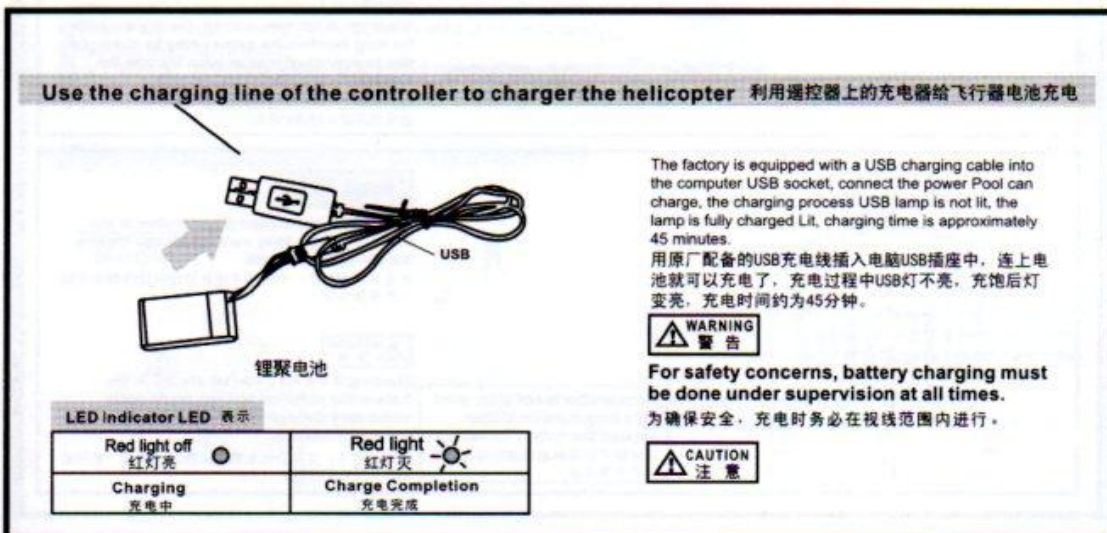 Use the charging line of the controller to charger the helicopter 利用遥控器上的充电器给飞行器电池充电
USB
锂聚电池
LED Indicator LED 表示
Red light off
红灯亮
Red light
红灯灭
Charging
充电中
Charge Completion
充电完成
The factory is equipped with a USB charging cable into
the computer USB socket, connect the power Pool can
charge, the charging process USB lamp is not lit, the
lamp is fully charged Lit, charging time is approximately
45 minutes.
用原厂配备的USB充电线插入电脑USB插座中，连上电
池就可以充电了，充电过程中USB灯不亮，充饱后灯
变亮，充电时间约为45分钟。
WARNING
警告
For safety concerns, battery charging must
be done under supervision at all times.
为确保安全，充电时务必在视线范围内进行。
CAUTION
注意